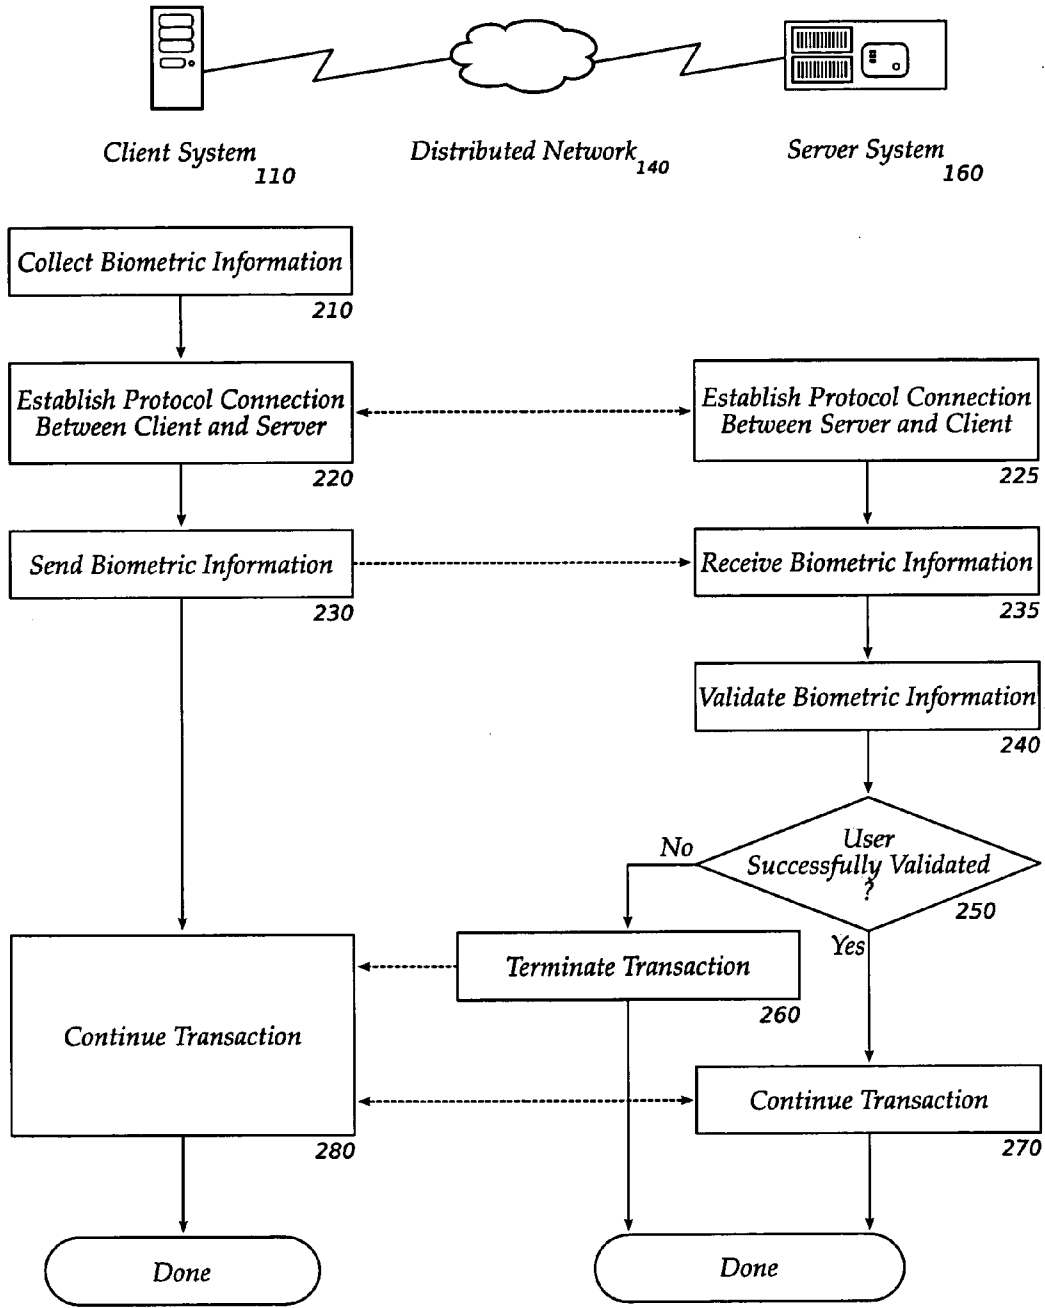 Client System
110
Distributed Network
140
Server System
160
Collect Biometric Information
210
Establish Protocol Connection
Between Client and Server
220
Establish Protocol Connection
Between Server and Client
225
Send Biometric Information
230
Receive Biometric Information
235
Validate Biometric Information
240
User
Successfully Validated
?
250
No
Yes
Terminate Transaction
260
Continue Transaction
280
Continue Transaction
270
Done
Done